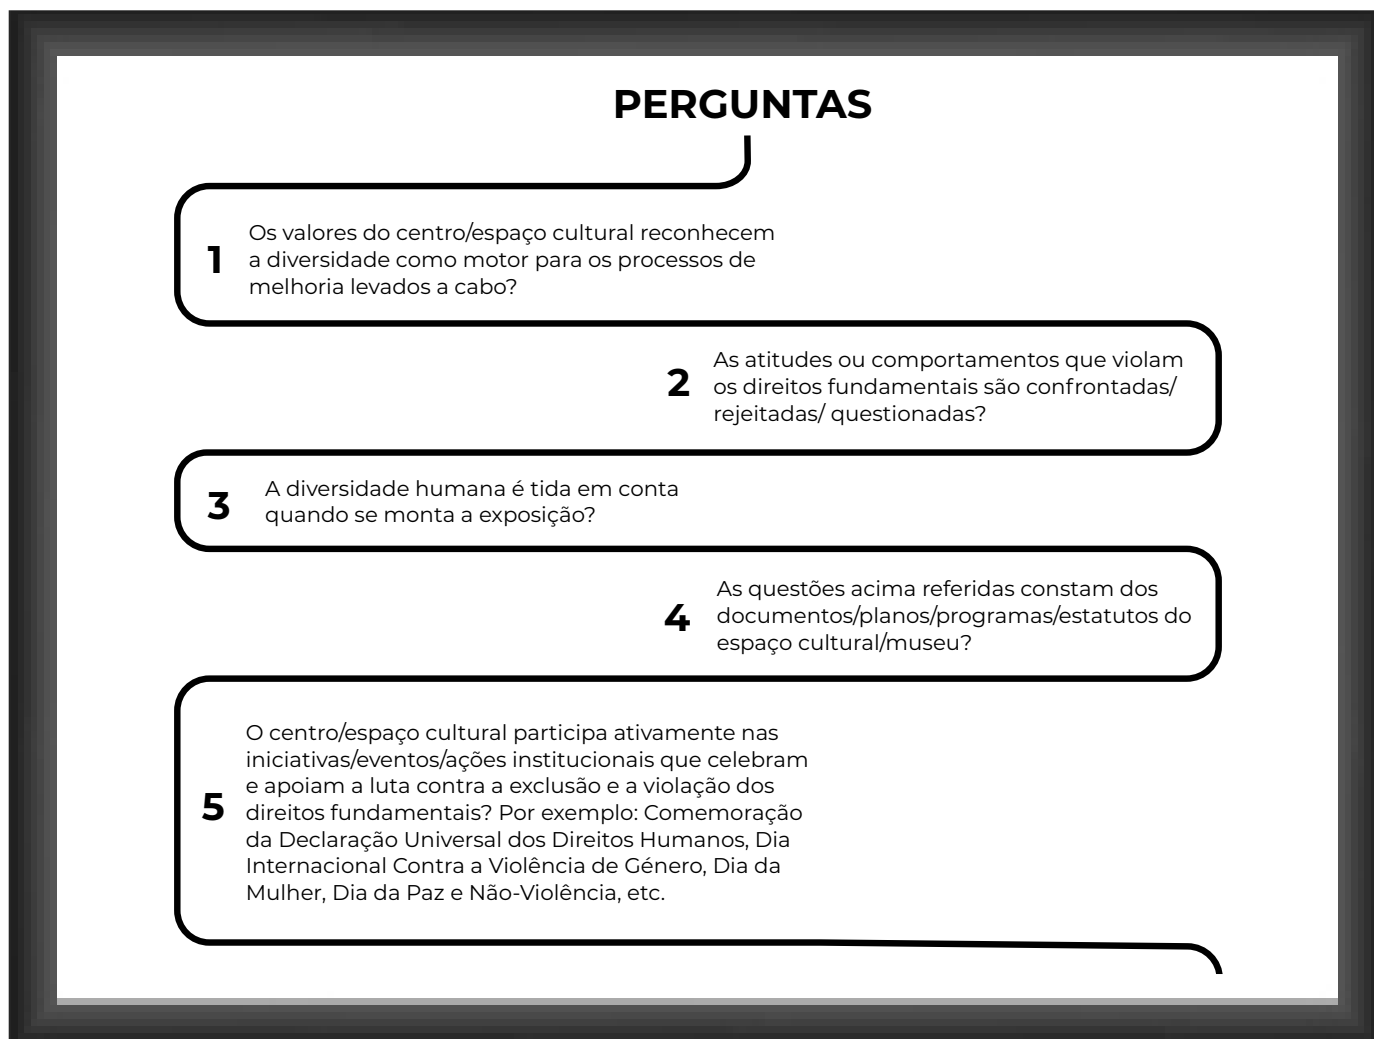 PERGUNTAS
1
Os valores do centro/espaço cultural reconhecem
a diversidade como motor para os processos de
melhoria levados a cabo?
2
As atitudes ou comportamentos que violam
os direitos fundamentais são confrontadas/
rejeitadas/ questionadas?
3
A diversidade humana é tida em conta
quando se monta a exposição?
4
As questões acima referidas constam dos
documentos/planos/programas/estatutos do
espaço cultural/museu?
5
O centro/espaço cultural participa ativamente nas
iniciativas/eventos/ações institucionais que celebram
e apoiam a luta contra a exclusão e a violação dos
direitos fundamentais? Por exemplo: Comemoração
da Declaração Universal dos Direitos Humanos, Dia
Internacional Contra a Violência de Género, Dia da
Mulher, Dia da Paz e Não-Violência, etc.